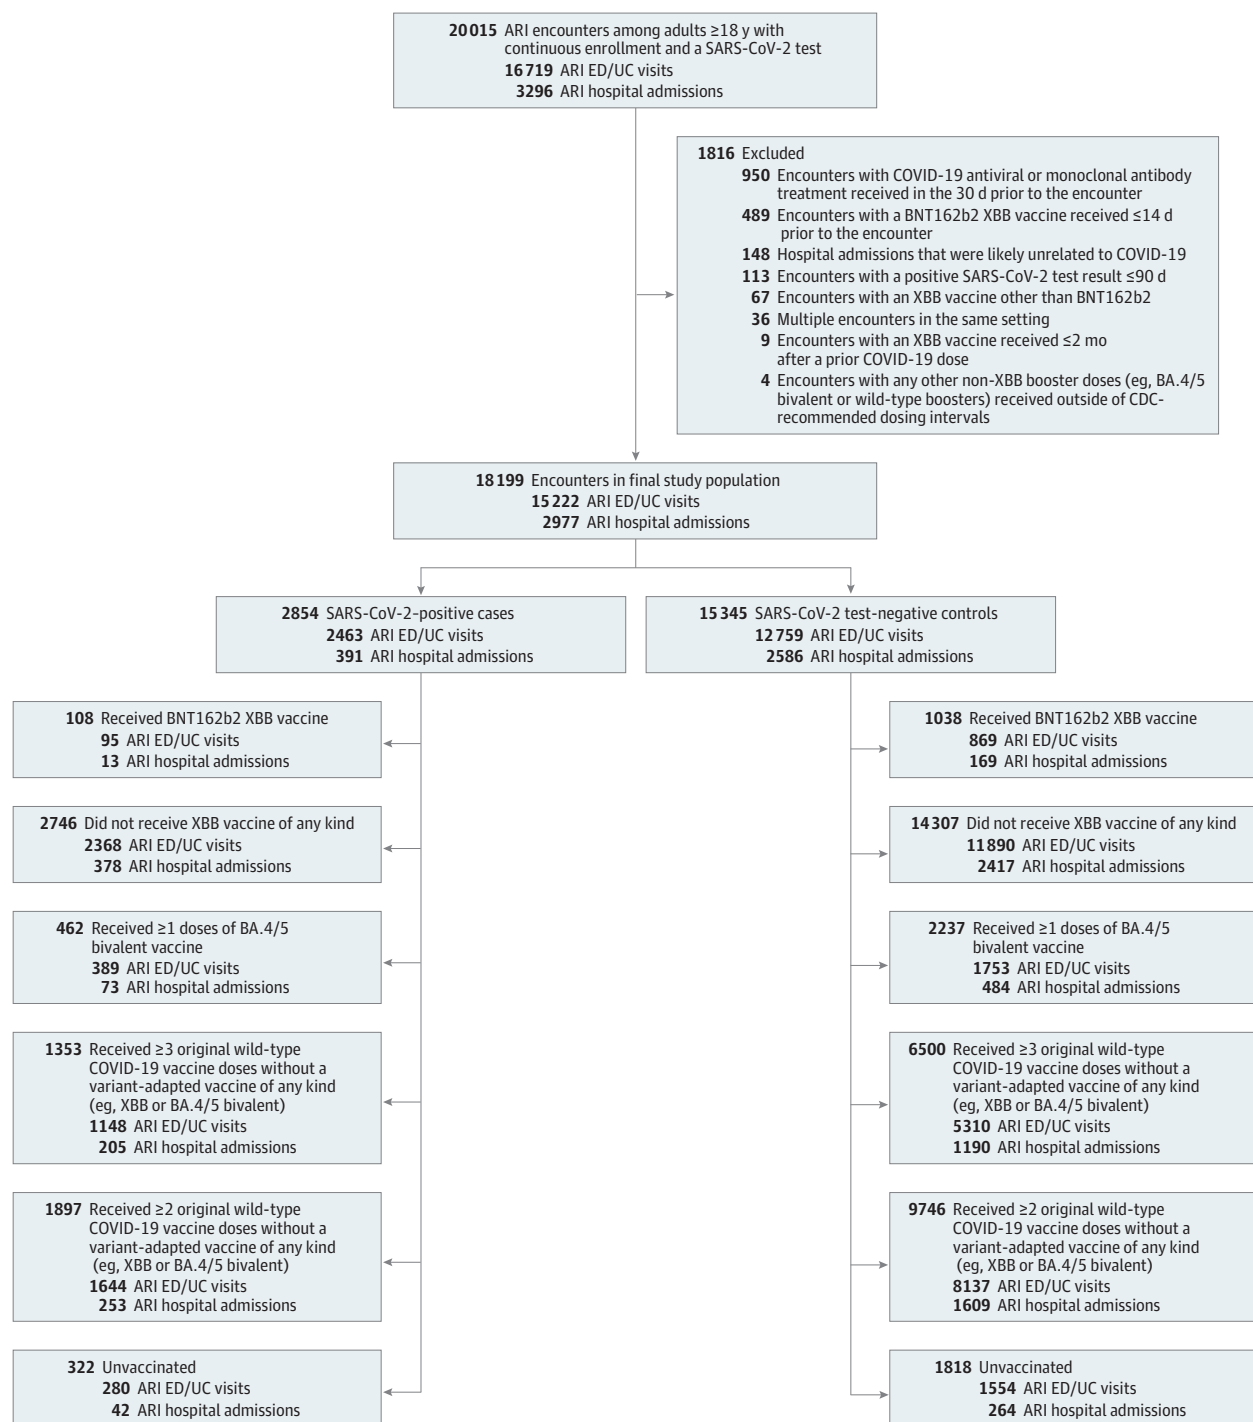 20 015 ARI encounters among adults ≥18 y with
continuous enrollment and a SARS-CoV-2 test
16 719 ARI ED/UC visits
3296 ARI hospital admissions
1816 Excluded
950 Encounters with COVID-19 antiviral or monoclonal antibody
treatment received in the 30 d prior to the encounter
489 Encounters with a BNT162b2 XBB vaccine received ≤14 d
prior to the encounter
148 Hospital admissions that were likely unrelated to COVID-19
113 Encounters with a positive SARS-CoV-2 test result ≤90 d
67 Encounters with an XBB vaccine other than BNT162b2
36 Multiple encounters in the same setting
9 Encounters with an XBB vaccine received ≤2 mo
after a prior COVID-19 dose
4 Encounters with any other non-XBB booster doses (eg, BA.4/5
bivalent or wild-type boosters) received outside of CDC-
recommended dosing intervals
18 199 Encounters in final study population
15 222 ARI ED/UC visits
2977 ARI hospital admissions
2854 SARS-CoV-2–positive cases
2463 ARI ED/UC visits
391 ARI hospital admissions
15 345 SARS-CoV-2 test-negative controls
12 759 ARI ED/UC visits
2586 ARI hospital admissions
108 Received BNT162b2 XBB vaccine
95 ARI ED/UC visits
13 ARI hospital admissions
1038 Received BNT162b2 XBB vaccine
869 ARI ED/UC visits
169 ARI hospital admissions
2746 Did not receive XBB vaccine of any kind
2368 ARI ED/UC visits
378 ARI hospital admissions
14 307 Did not receive XBB vaccine of any kind
11 890 ARI ED/UC visits
2417 ARI hospital admissions
462 Received ≥1 doses of BA.4/5
bivalent vaccine
389 ARI ED/UC visits
73 ARI hospital admissions
2237 Received ≥1 doses of BA.4/5
bivalent vaccine
1753 ARI ED/UC visits
484 ARI hospital admissions
1353 Received ≥3 original wild-type
COVID-19 vaccine doses without a
variant-adapted vaccine of any kind
(eg, XBB or BA.4/5 bivalent)
1148 ARI ED/UC visits
205 ARI hospital admissions
6500 Received ≥3 original wild-type
COVID-19 vaccine doses without a
variant-adapted vaccine of any kind
(eg, XBB or BA.4/5 bivalent)
5310 ARI ED/UC visits
1190 ARI hospital admissions
1897 Received ≥2 original wild-type
COVID-19 vaccine doses without a
variant-adapted vaccine of any kind
(eg, XBB or BA.4/5 bivalent)
1644 ARI ED/UC visits
253 ARI hospital admissions
9746 Received ≥2 original wild-type
COVID-19 vaccine doses without a
variant-adapted vaccine of any kind
(eg, XBB or BA.4/5 bivalent)
8137 ARI ED/UC visits
1609 ARI hospital admissions
322 Unvaccinated
280 ARI ED/UC visits
42 ARI hospital admissions
1818 Unvaccinated
1554 ARI ED/UC visits
264 ARI hospital admissions